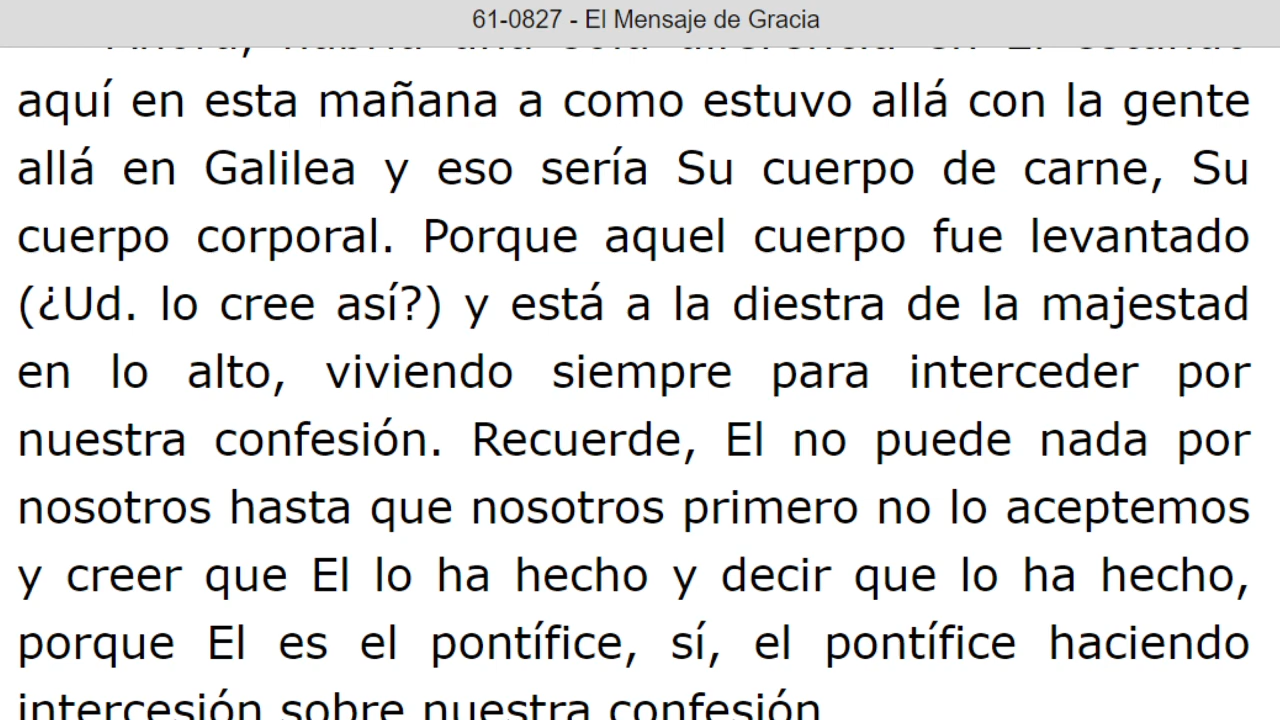 61-0827 - El Mensaje de Gracia
aquí en esta mañana a como estuvo allá con la gente
allá en Galilea y eso sería Su cuerpo de carne, Su
cuerpo corporal. Porque aquel cuerpo fue levantado
(¿Ud. lo cree así?) y está a la diestra de la majestad
en lo alto, viviendo siempre para interceder por
nuestra confesión. Recuerde, El no puede nada por
nosotros hasta que nosotros primero no lo aceptemos
y creer que El lo ha hecho y decir que lo ha hecho,
porque El es el pontífice, sí, el pontífice haciendo
intercesión sobre nuestra confesión